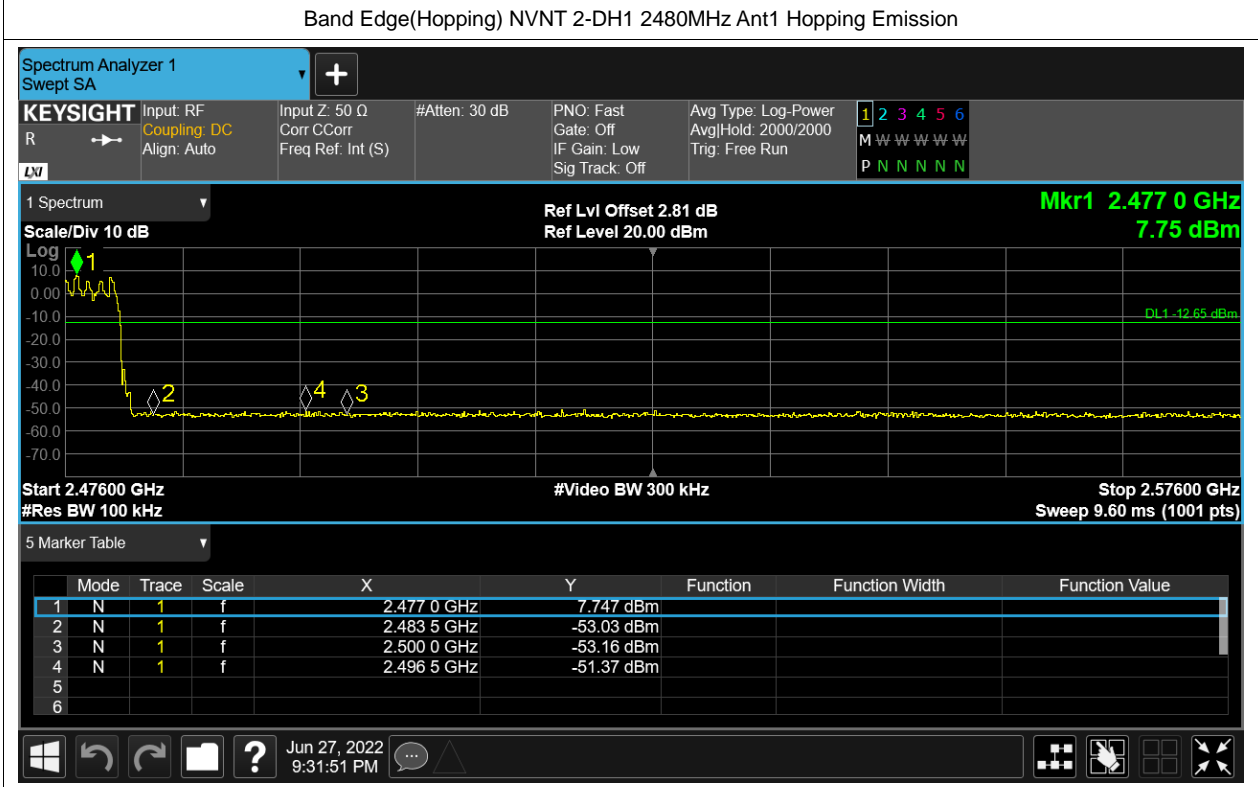 Band Edge(Hopping) NVNT 2-DH1 2480MHz Ant1 Hopping Emission
Spectrum Analyzer 1
Swept SA
KEYSIGHT Input: RF Input Z: 50 Ω #Atten: 30 dB PNO: Fast Avg Type: Log-Power 1 2 3 4 5 6
R Coupling: DC Corr CCorr Gate: Off Avg|Hold: 2000/2000 M W W W W W
Align: Auto Freq Ref: Int (S) IF Gain: Low Trig: Free Run
LXI Sig Track: Off P N N N N N
1 Spectrum Mkr1 2.477 0 GHz
Ref Lvl Offset 2.81 dB
Scale/Div 10 dB Ref Level 20.00 dBm 7.75 dBm
Log
1
10.0
0.00
-10.0
DL1 -12.65 dBm
-20.0
-30.0
-40.0
2 4 3
-50.0
-60.0
-70.0
Start 2.47600 GHz #Video BW 300 kHz Stop 2.57600 GHz
#Res BW 100 kHz Sweep 9.60 ms (1001 pts)
5 Marker Table
Mode Trace Scale X Y Function Function Width Function Value
1 N 1 f 2.477 0 GHz 7.747 dBm
2 N 1 f 2.483 5 GHz -53.03 dBm
3 N 1 f 2.500 0 GHz -53.16 dBm
4 N 1 f 2.496 5 GHz -51.37 dBm
5
6
? Jun 27, 2022
9:31:51 PM